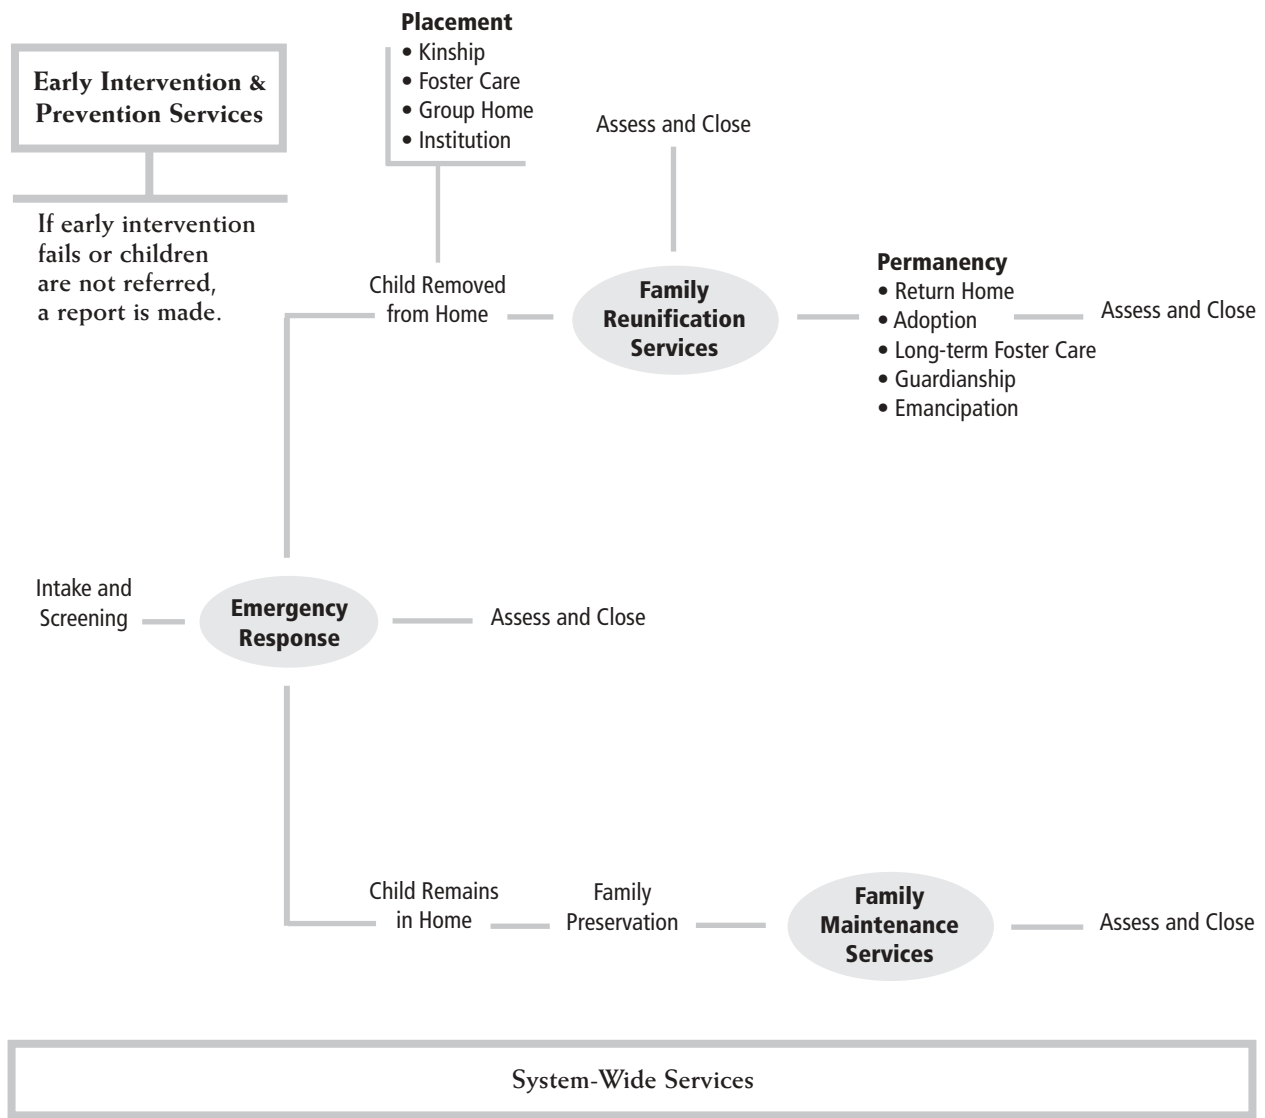 Early Intervention &
Prevention Services
If early intervention
fails or children
are not referred,
a report is made.
Placement
• Kinship
• Foster Care
• Group Home
• Institution
Assess and Close
Child Removed
from Home
Family
Reunification
Services
Permanency
• Return Home
• Adoption
• Long-term Foster Care
• Guardianship
• Emancipation
Assess and Close
Intake and
Screening
Emergency
Response
Assess and Close
Child Remains
in Home
Family
Preservation
Family
Maintenance
Services
Assess and Close
System-Wide Services